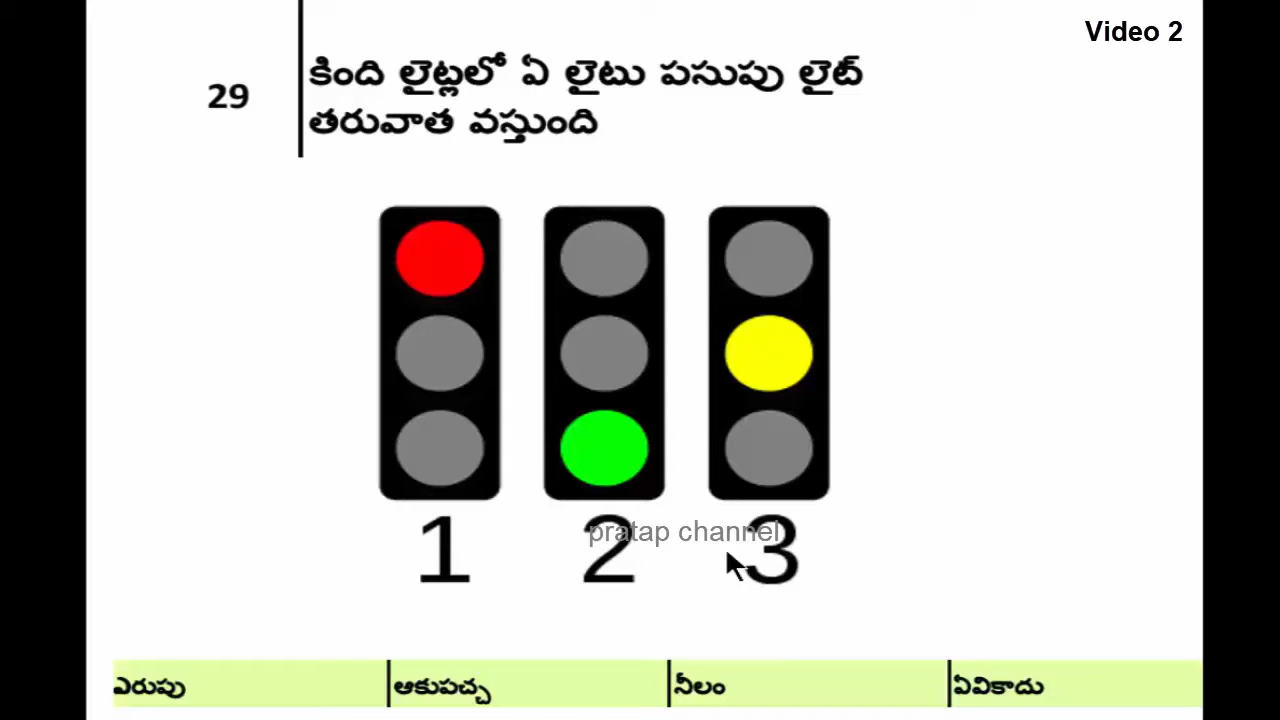 Video 2
29
కింది లైట్లలో ఏ లైటు పసుపు లైట్
తరువాత వస్తుంది
1 2 3
pratap channel
ఎరుపు ఆకుపచ్చ నీలం ఏవికాదు